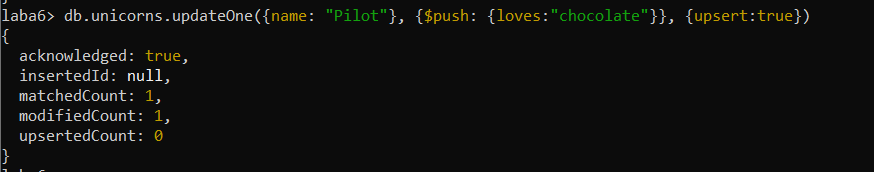 laba6> db.unicorns.updateOne({name: "Pilot"}, {$push: {loves:"chocolate"}}, {upsert:true})
{
  acknowledged: true,
  insertedId: null,
  matchedCount: 1,
  modifiedCount: 1,
  upsertedCount: 0
}